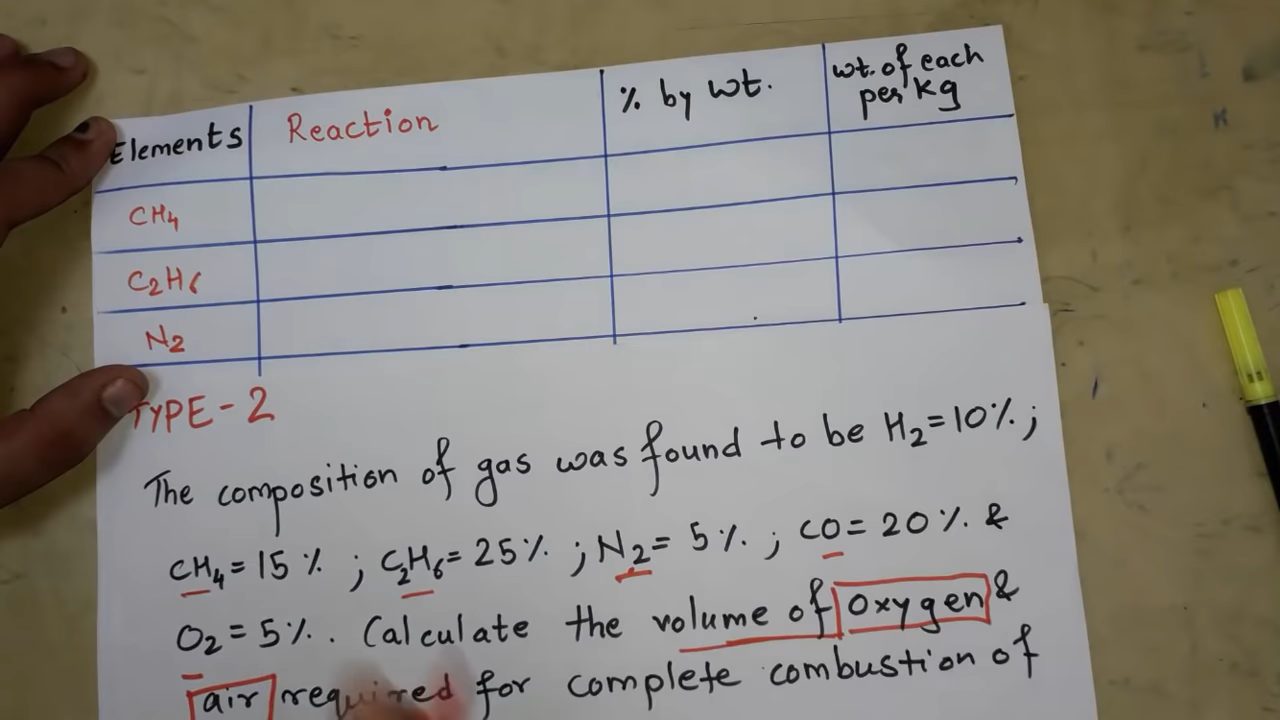 Elements Reaction % by wt. wt. of each per Kg
CH4
C2H6
N2
TYPE-2
The composition of gas was found to be H2=10%;
CH4=15% ; C2H6=25% ; N2= 5% ; CO= 20% &
O2=5%. Calculate the volume of Oxygen &
air required for complete combustion of